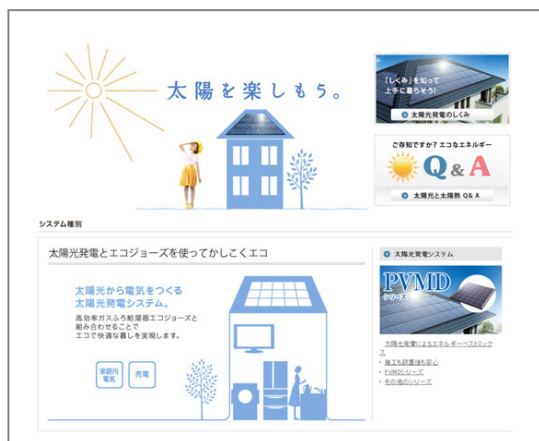 太陽を楽しもう。
「しくみ」を知って
上手に暮らそう!
太陽光発電のしくみ
ご存知ですか? エコなエネルギー
Q & A
太陽光と太陽熱 Q&A
システム種別
太陽光発電とエコジョーズを使ってかしこくエコ
太陽光から電気をつくる
太陽光発電システム。
高効率ガスふろ給湯器エコジョーズと
組み合わせることで
エコで快適な暮しを実現します。
家庭内
電気
売電
太陽光発電システム
PVMD
シリーズ
太陽光発電によるエネルギーベストミック
ス
施工も設置後も安心
PVMDシリーズ
その他のシリーズ